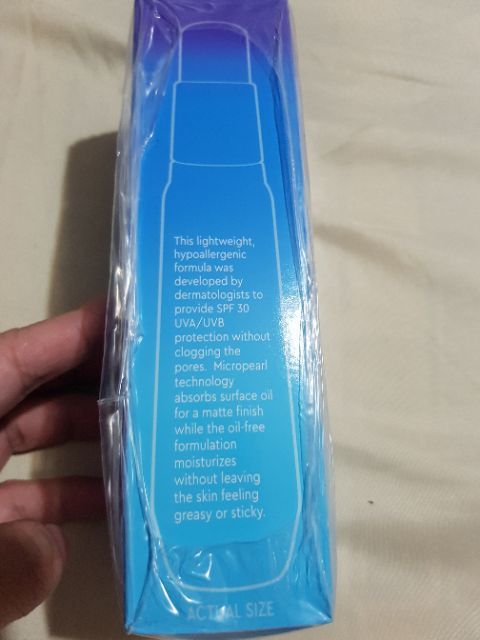 This lightweight,
hypoallergenic
formula was
developed by
dermatologists to
provide SPF 30
UVA/UVB
protection without
clogging the
pores. Micropearl
technology
absorbs surface oil
for a matte finish
while the oil-free
formulation
moisturizes
without leaving
the skin feeling
greasy or sticky.
ACTUAL SIZE